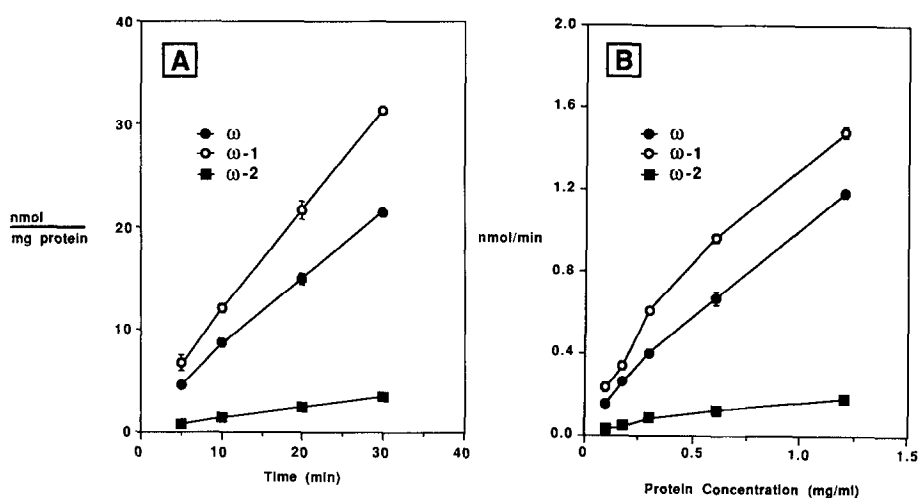 A
40
30
20
10
0
ω
ω-1
ω-2
nmol
mg protein
0 10 20 30 40
Time (min)
B
2.0
1.6
1.2
0.8
0.4
0.0
ω
ω-1
ω-2
nmol/min
0.0 0.5 1.0 1.5
Protein Concentration (mg/ml)